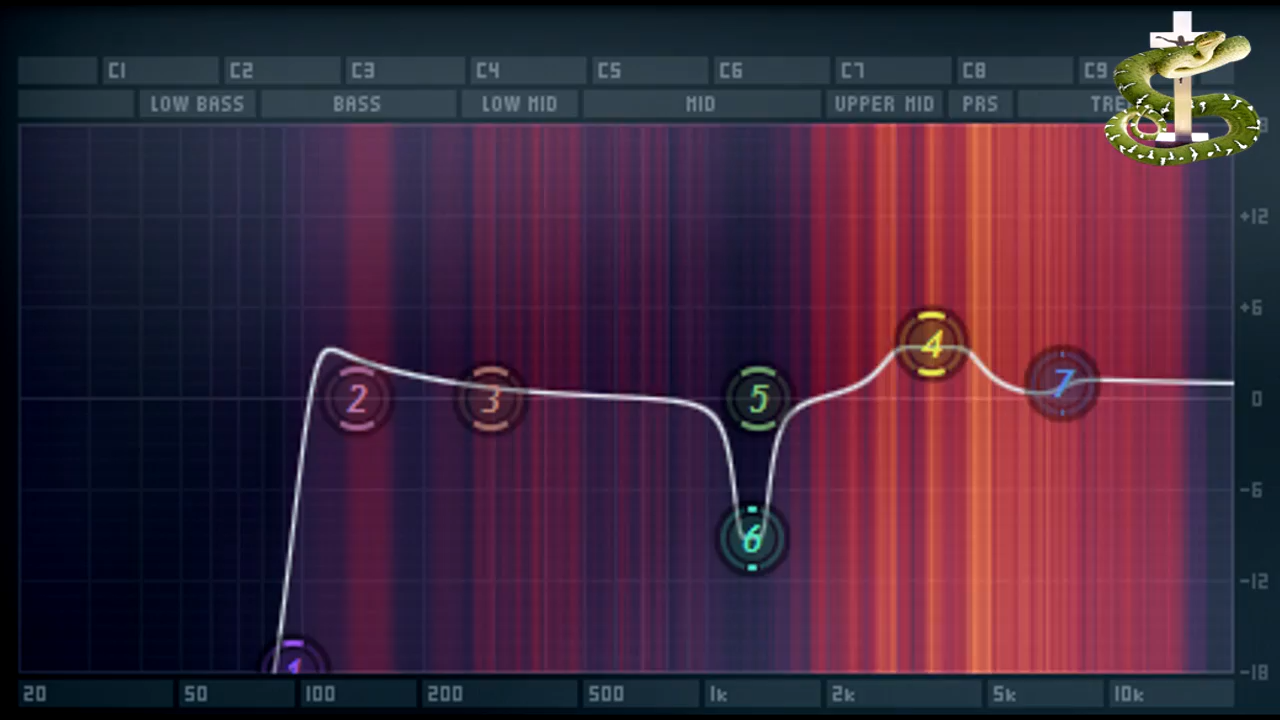 C1 C2 C3 C4 C5 C6 C7 C8 C9
LOW BASS BASS LOW MID MID UPPER MID PRS
+12
+6
4
2 3 5 7 0
-6
6
-12
1
-18
20 50 100 200 500 1k 2k 5k 10k